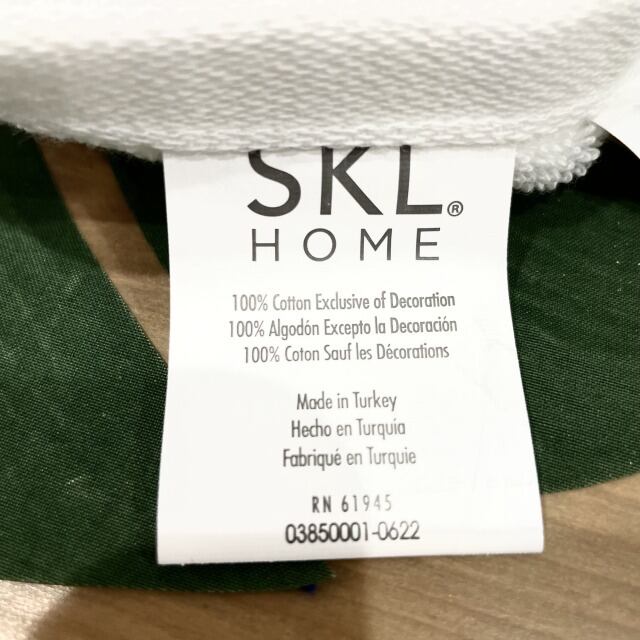 SKL®
HOME
100% Cotton Exclusive of Decoration
100% Algodón Excepto la Decoración
100% Coton Sauf les Décorations
Made in Turkey
Hecho en Turquía
Fabriqué en Turquie
RN 61945
03850001-0622